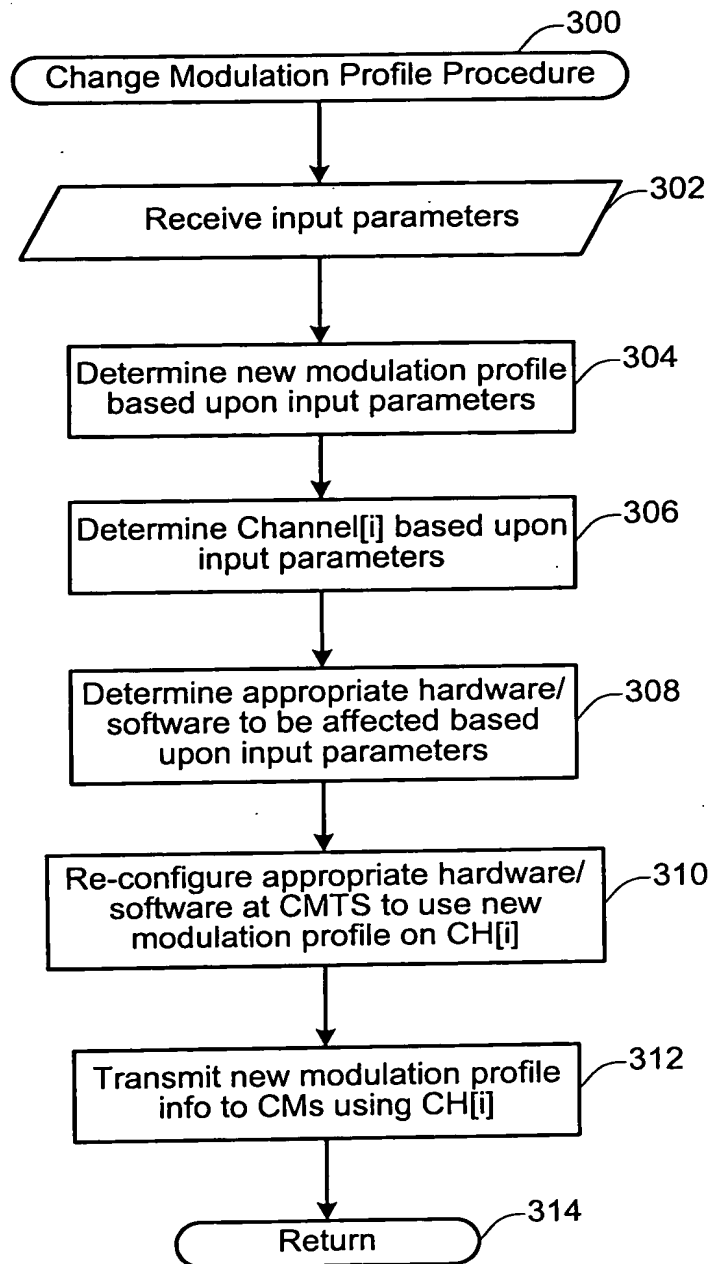 300
Change Modulation Profile Procedure
302
Receive input parameters
304
Determine new modulation profile
based upon input parameters
306
Determine Channel[i] based upon
input parameters
308
Determine appropriate hardware/
software to be affected based
upon input parameters
310
Re-configure appropriate hardware/
software at CMTS to use new
modulation profile on CH[i]
312
Transmit new modulation profile
info to CMs using CH[i]
314
Return